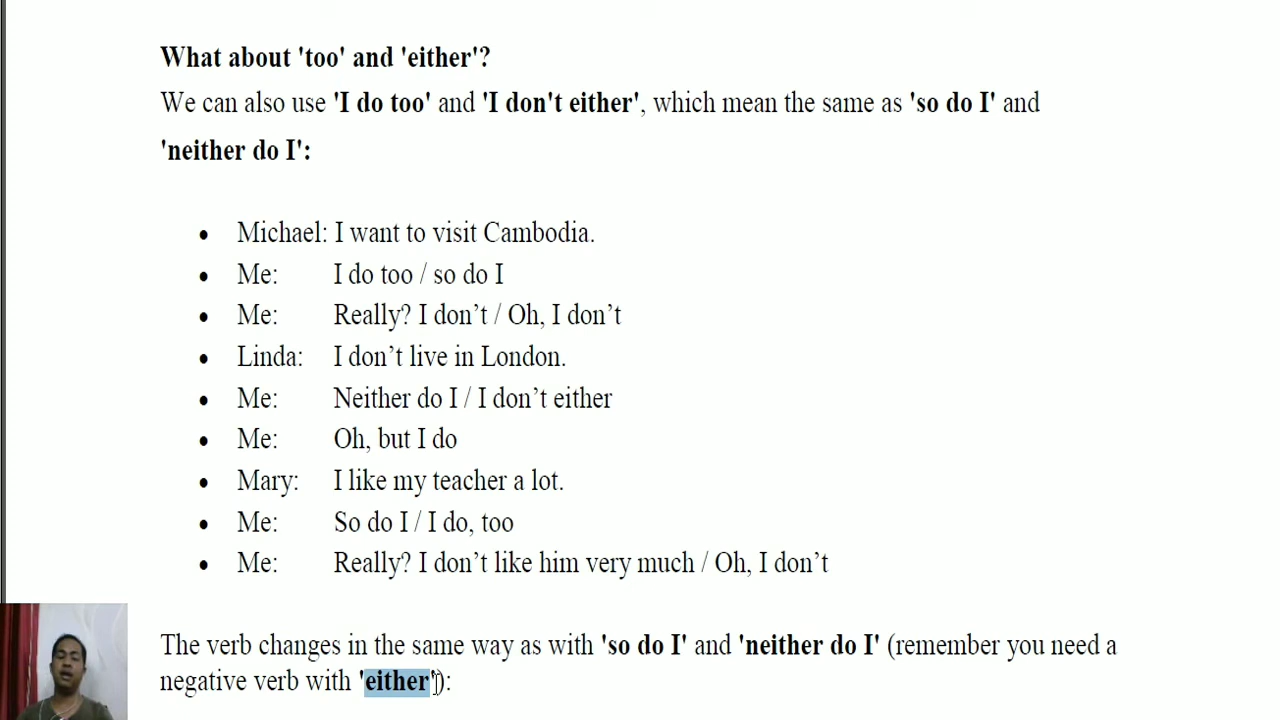 What about 'too' and 'either'?
We can also use 'I do too' and 'I don't either', which mean the same as 'so do I' and
'neither do I':
• Michael: I want to visit Cambodia.
• Me: I do too / so do I
• Me: Really? I don’t / Oh, I don’t
• Linda: I don’t live in London.
• Me: Neither do I / I don’t either
• Me: Oh, but I do
• Mary: I like my teacher a lot.
• Me: So do I / I do, too
• Me: Really? I don’t like him very much / Oh, I don’t
The verb changes in the same way as with 'so do I' and 'neither do I' (remember you need a
negative verb with 'either'):